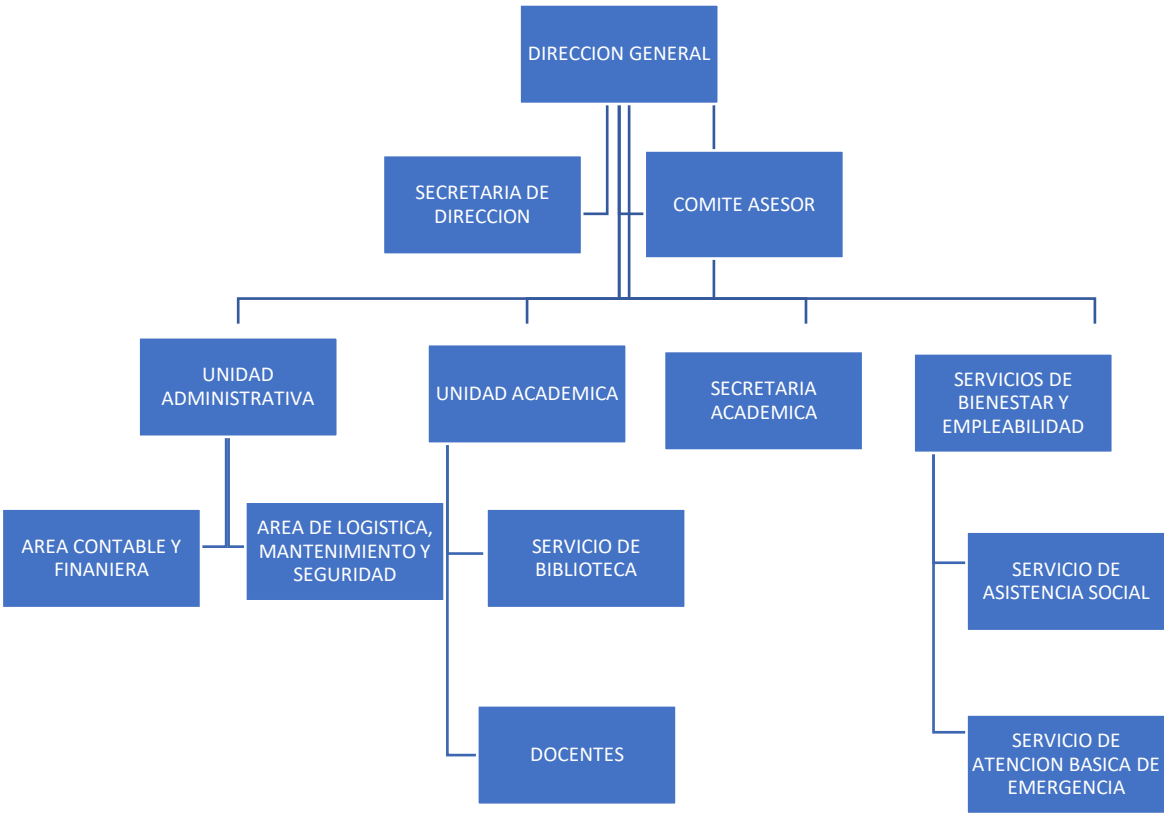 DIRECCION GENERAL
SECRETARIA DE
DIRECCION
COMITE ASESOR
UNIDAD
ADMINISTRATIVA
UNIDAD ACADEMICA
SECRETARIA
ACADEMICA
SERVICIOS DE
BIENESTAR Y
EMPLEABILIDAD
AREA CONTABLE Y
FINANIERA
AREA DE LOGISTICA,
MANTENIMIENTO Y
SEGURIDAD
SERVICIO DE
BIBLIOTECA
SERVICIO DE
ASISTENCIA SOCIAL
DOCENTES
SERVICIO DE
ATENCION BASICA DE
EMERGENCIA